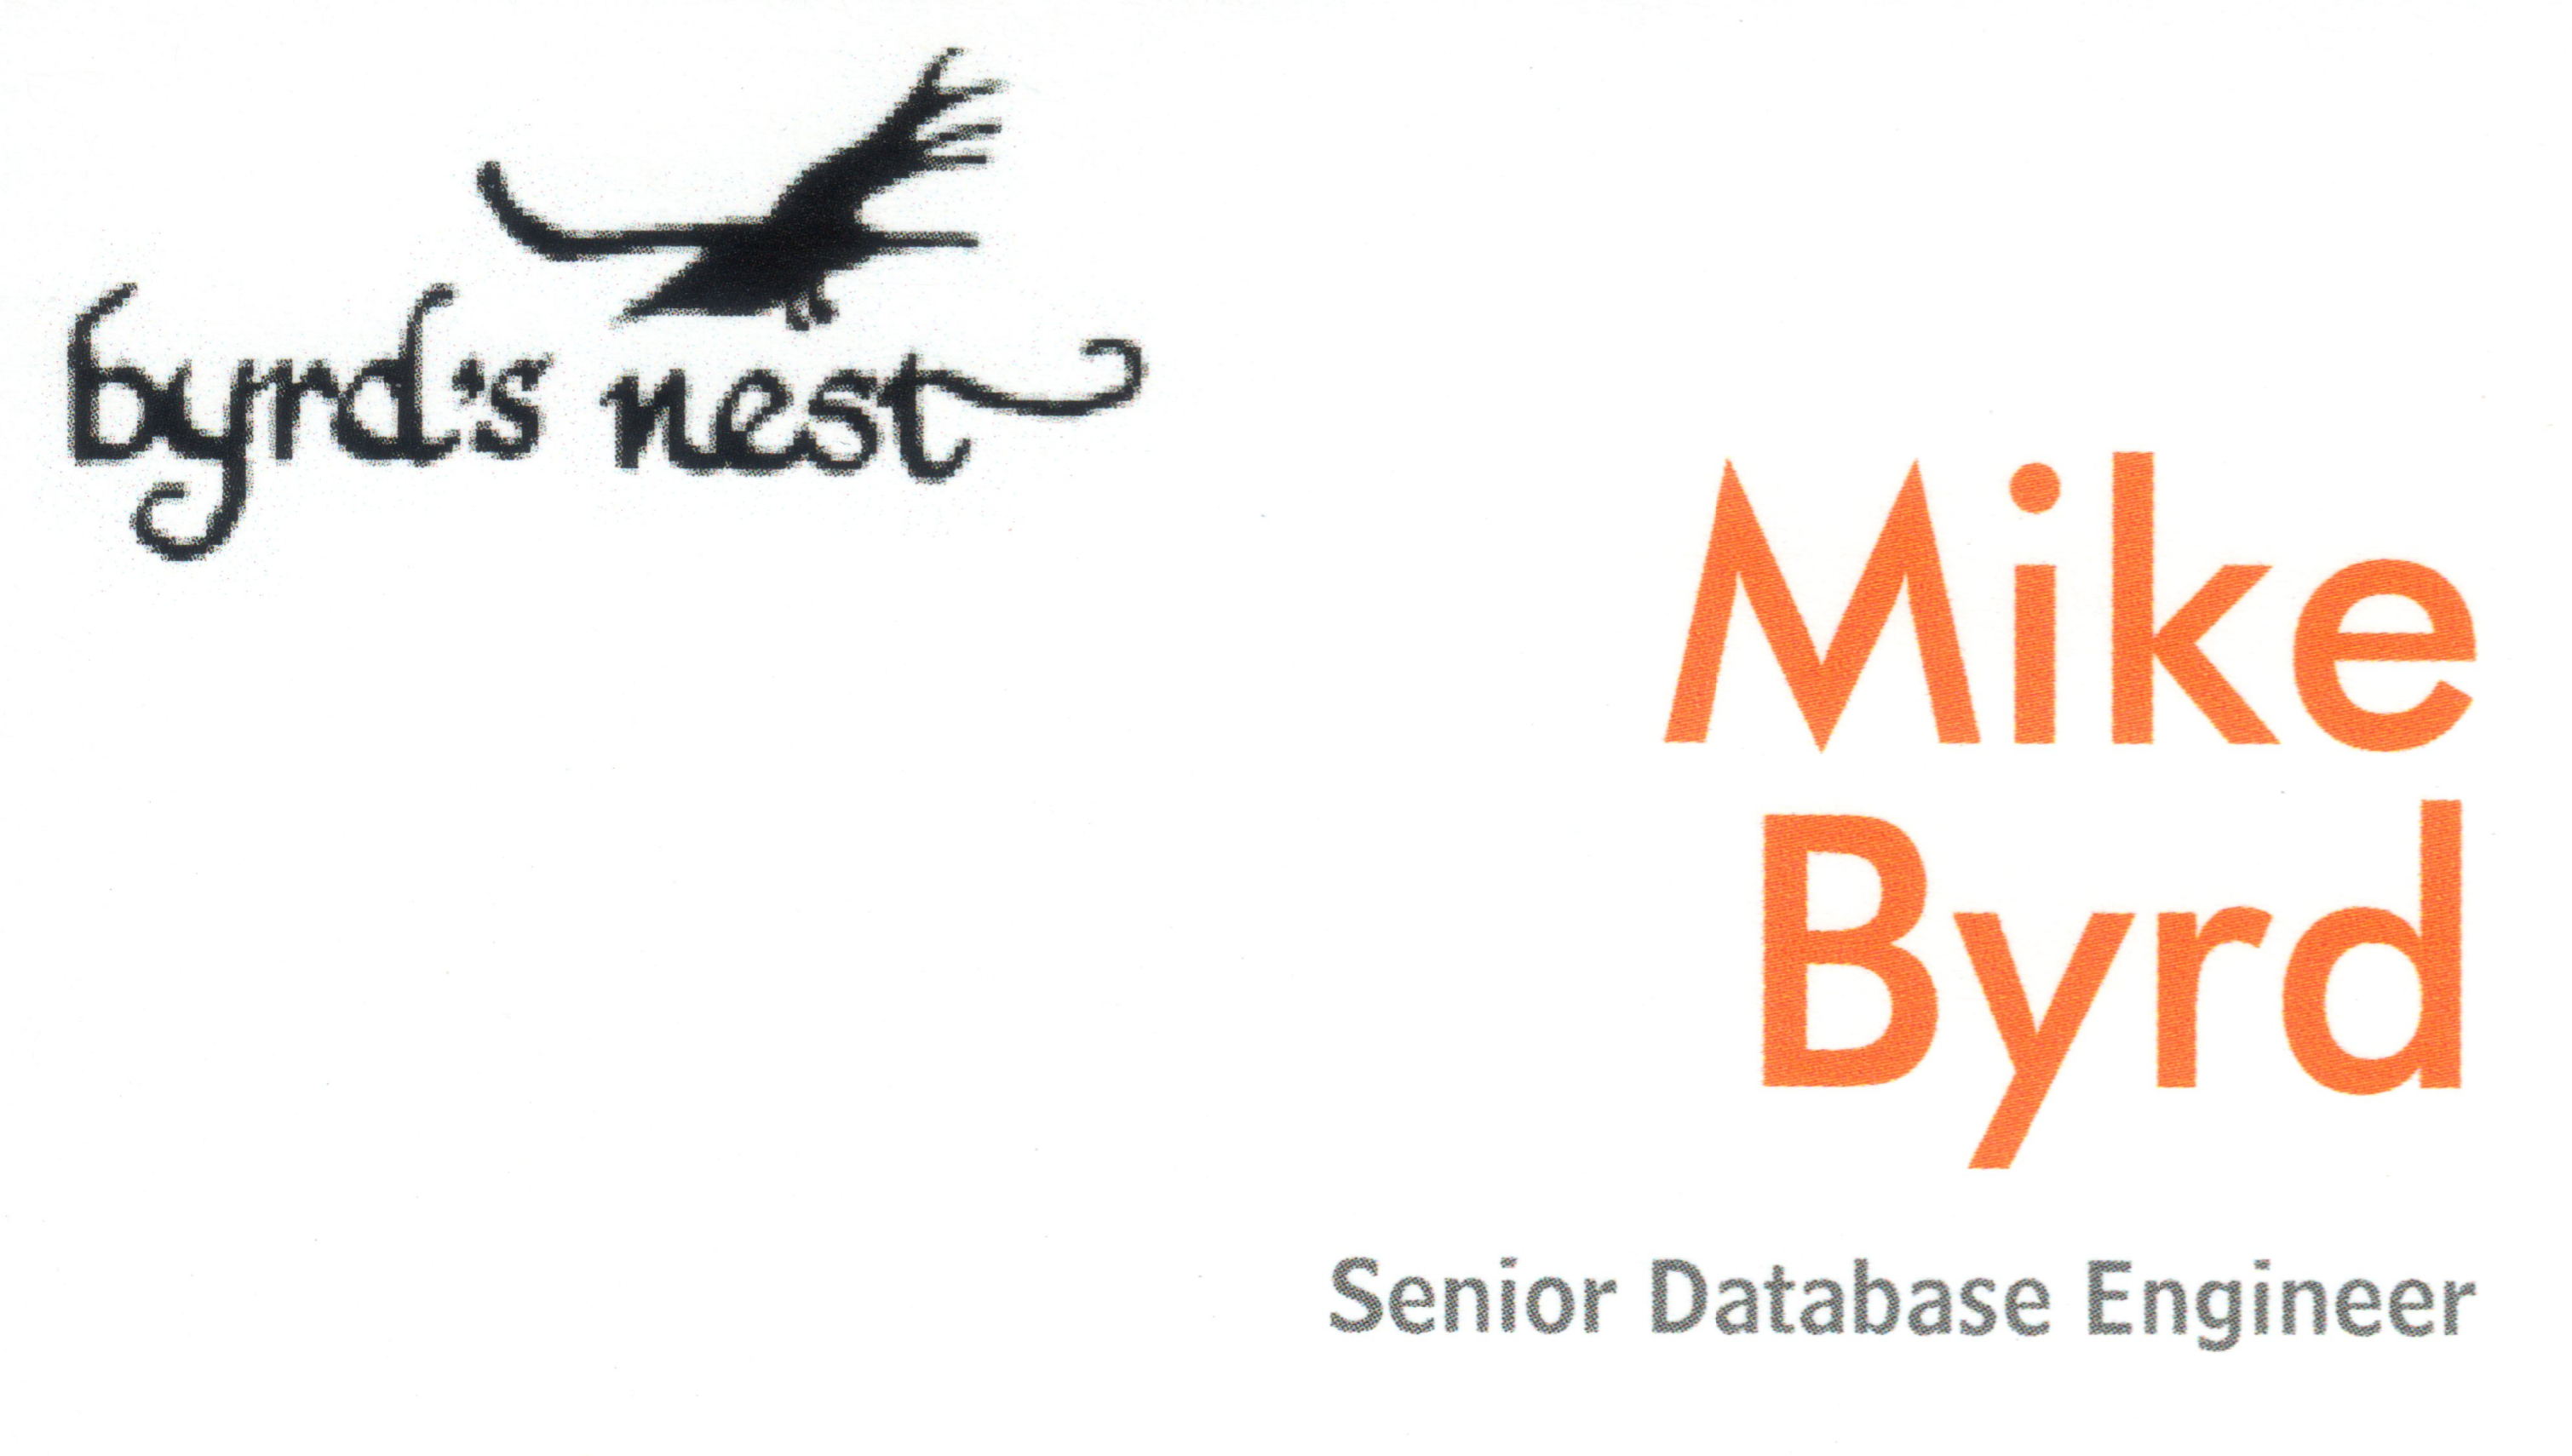 byrd's nest
Mike
Byrd
Senior Database Engineer